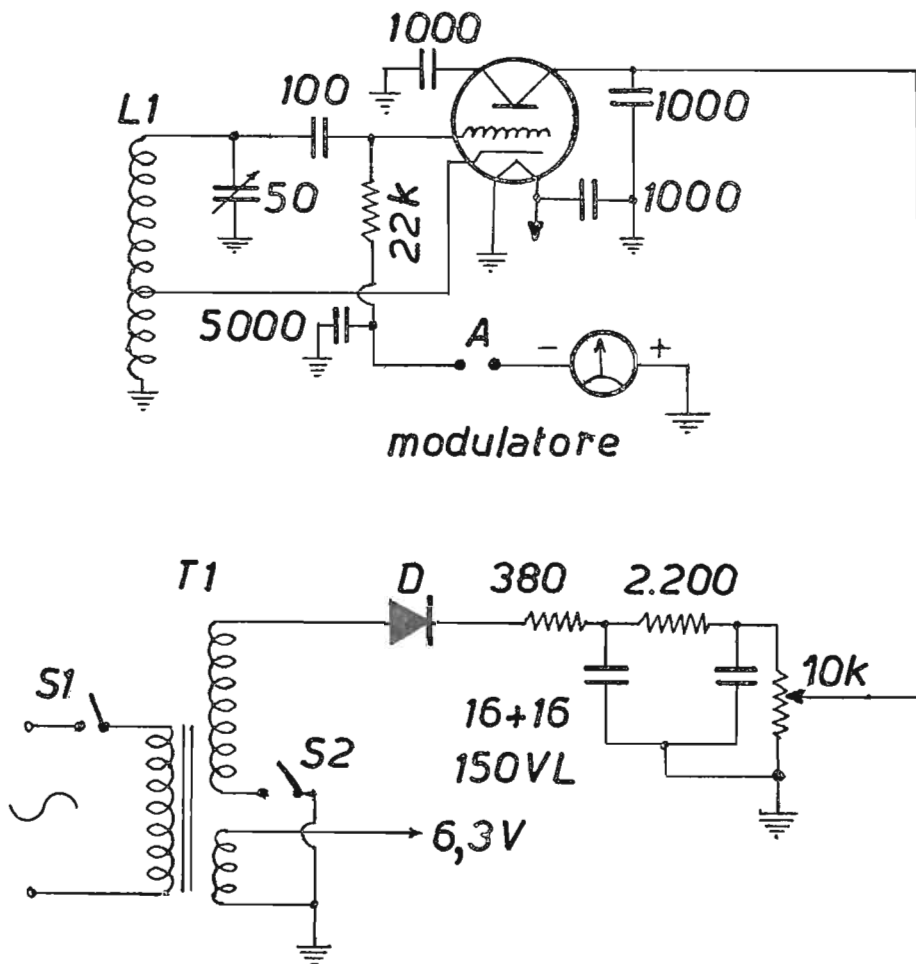 1000
100
1000
L1
50
22k
1000
5000
A
- +
modulatore
T1
D
380
2.200
S1
10k
16+16
150VL
S2
6,3V